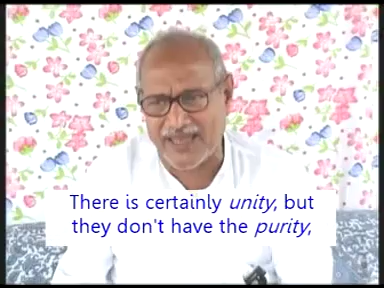 There is certainly unity, but
they don't have the purity,